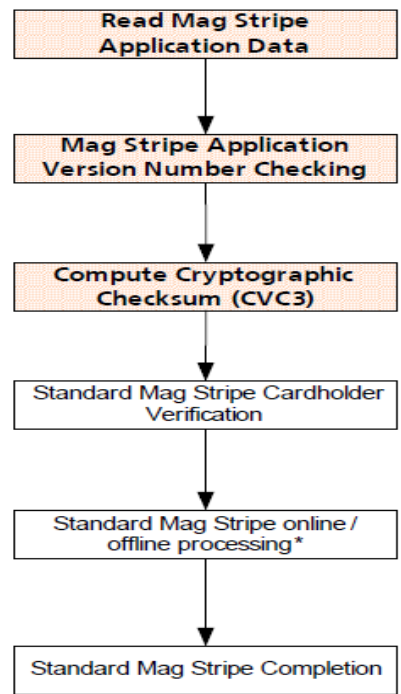 Read Mag Stripe
Application Data
Mag Stripe Application
Version Number Checking
Compute Cryptographic
Checksum (CVC3)
Standard Mag Stripe Cardholder
Verification
Standard Mag Stripe online /
offline processing*
Standard Mag Stripe Completion